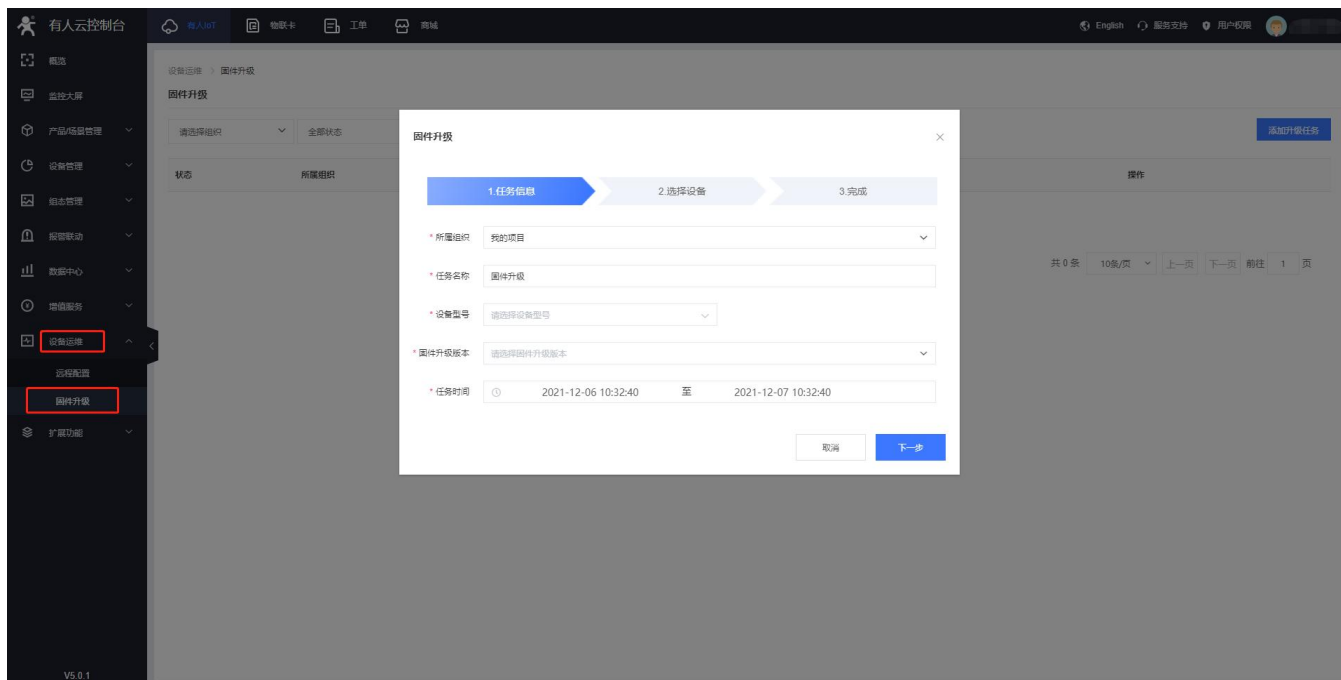 有人云控制台
有人IoT
物联卡
工单
商城
English
服务支持
用户权限
概览
监控大屏
产品/场景管理
设备管理
组态管理
报警联动
数据中心
增值服务
设备运维
远程配置
固件升级
扩展功能
V5.0.1
设备运维 > 固件升级
固件升级
请选择组织
全部状态
添加升级任务
状态
所属组织
操作
共 0 条 10条/页 上一页 下一页 前往 1 页
固件升级
1.任务信息 2.选择设备 3.完成
* 所属组织 我的项目
* 任务名称 固件升级
* 设备型号 请选择设备型号
* 固件升级版本 请选择固件升级版本
* 任务时间 2021-12-06 10:32:40 至 2021-12-07 10:32:40
取消 下一步